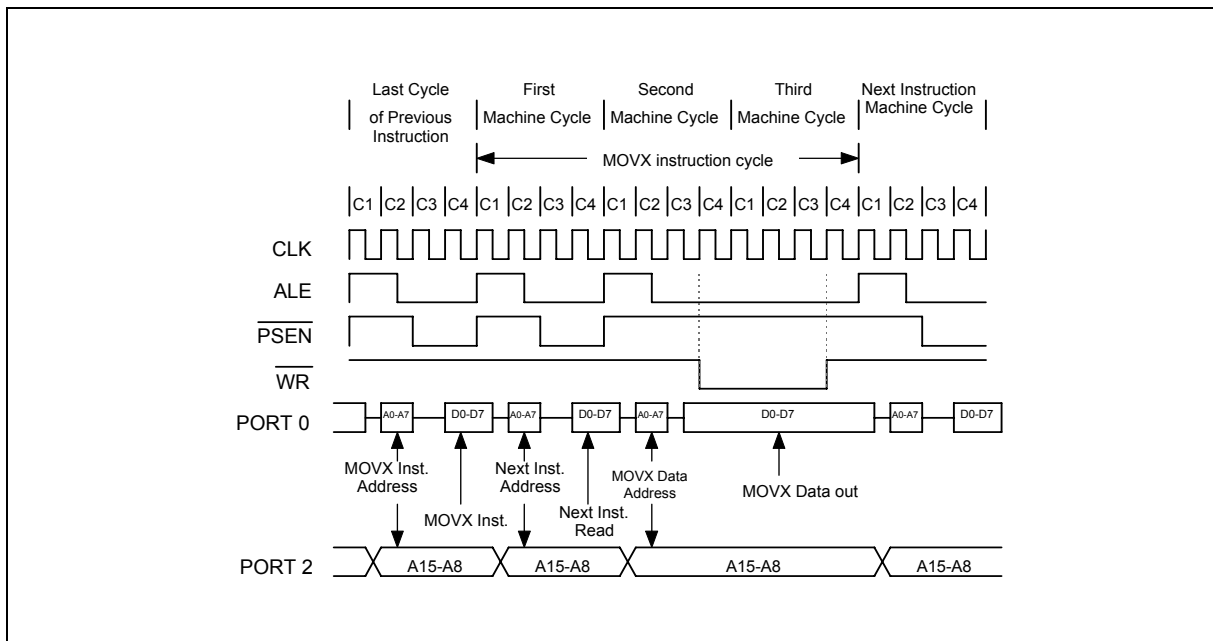 Last Cycle
of Previous
Instruction
First
Machine Cycle
Second
Machine Cycle
Third
Machine Cycle
Next Instruction
Machine Cycle
MOVX instruction cycle
C1 C2 C3 C4 C1 C2 C3 C4 C1 C2 C3 C4 C1 C2 C3 C4 C1 C2 C3 C4
CLK
ALE
PSEN
WR
PORT 0
A0-A7 D0-D7 A0-A7 D0-D7 A0-A7 D0-D7 A0-A7 D0-D7
MOVX Inst.
Address
MOVX Inst.
Next Inst.
Address
Next Inst.
Read
MOVX Data
Address
MOVX Data out
PORT 2
A15-A8 A15-A8 A15-A8 A15-A8